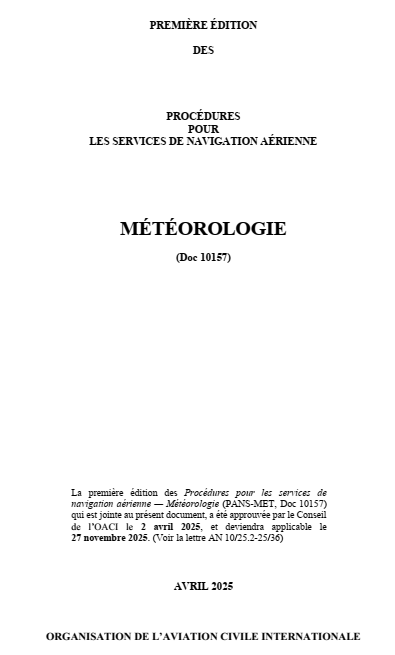 PREMIÈRE ÉDITION
DES
PROCÉDURES
POUR
LES SERVICES DE NAVIGATION AÉRIENNE
MÉTÉOROLOGIE
(Doc 10157)
La première édition des Procédures pour les services de
navigation aérienne — Météorologie (PANS-MET, Doc 10157)
qui est jointe au présent document, a été approuvée par le Conseil
de l’OACI le 2 avril 2025, et deviendra applicable le
27 novembre 2025. (Voir la lettre AN 10/25.2-25/36)
AVRIL 2025
ORGANISATION DE L’AVIATION CIVILE INTERNATIONALE